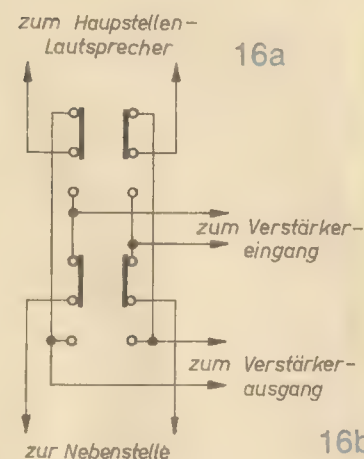 zum Haupstellen-
Lautsprecher
16a
zum Verstärker-
eingang
zum Verstärker-
ausgang
zur Nebenstelle
16b